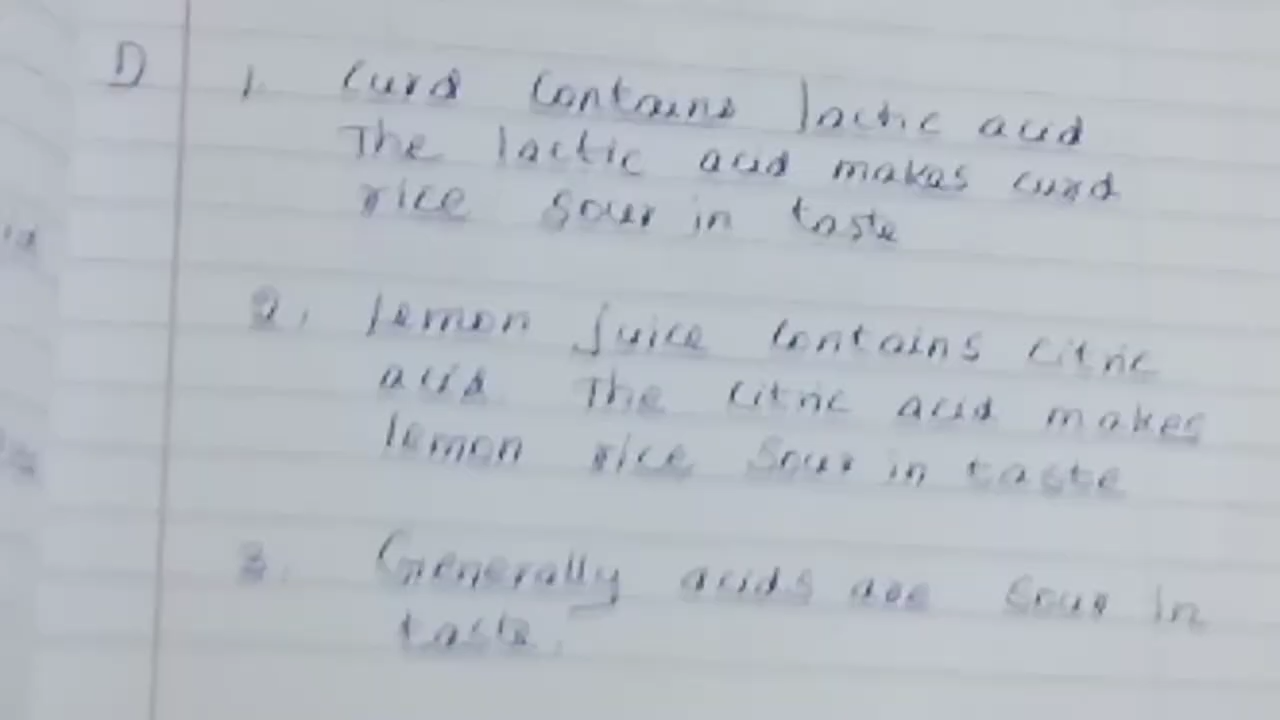 D 1. Curd contains lactic acid
The lactic acid makes curd
rice sour in taste
2. lemon juice contains citric
acid The citric acid makes
lemon rice sour in taste
3. Generally acids are sour in
taste.